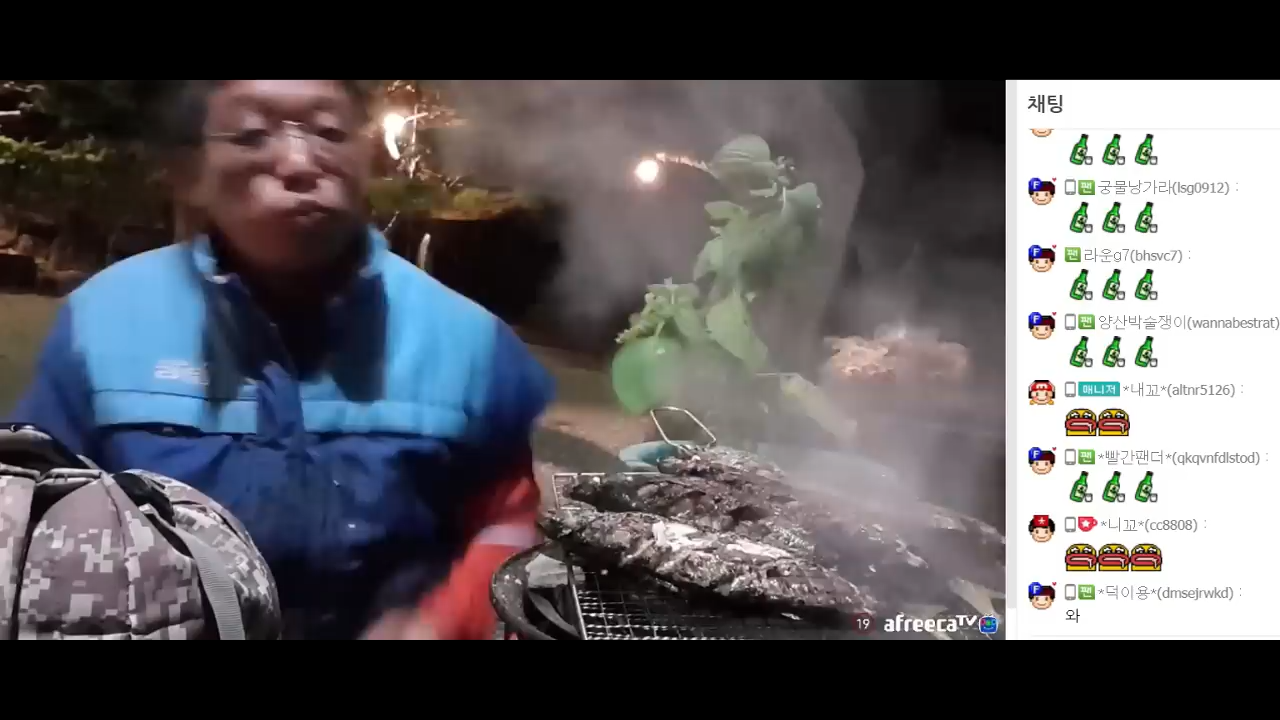 채팅
궁물낭가라(lsg0912) :
팬
라운g7(bhsvc7) :
팬
양산박술쟁이(wannabestrat)
팬
매니저 *내꼬*(altnr5126) :
팬 *빨간팬더*(qkqvnfdlstod) :
*니꼬*(cc8808) :
팬 *덕이용*(dmsejrwkd) :
와
19 afreecaTV